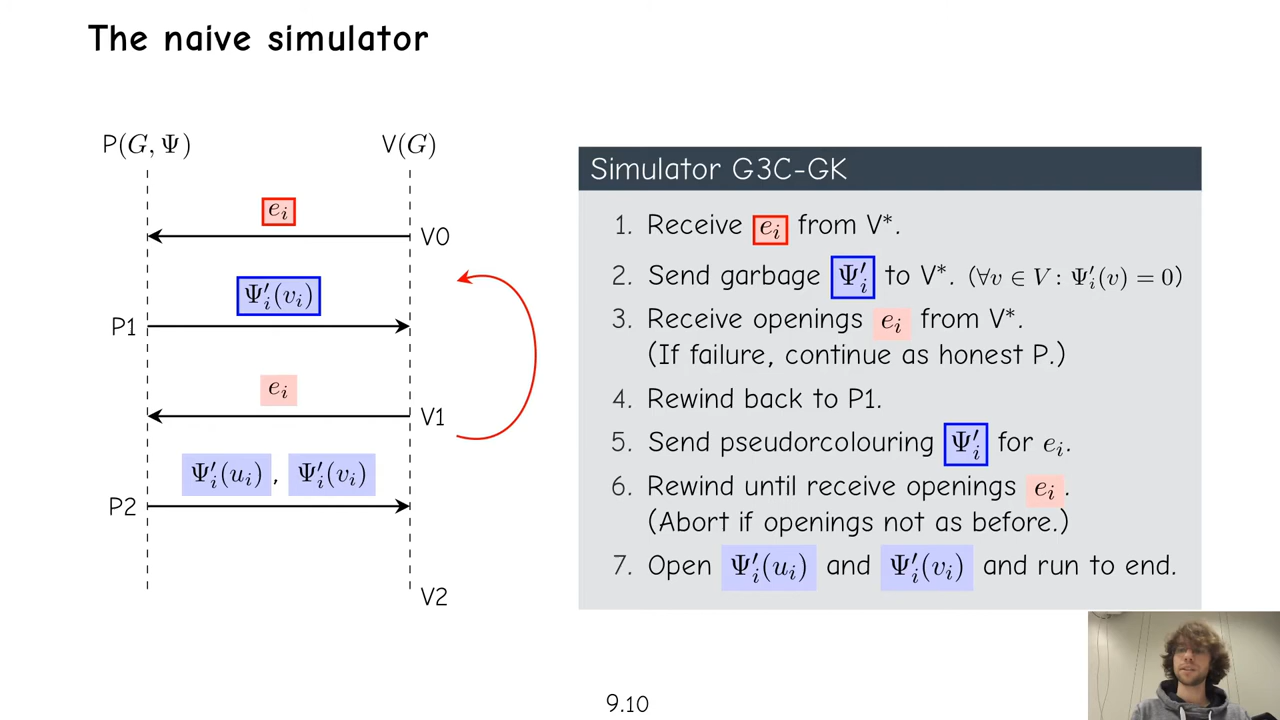 The naive simulator
P(G, Ψ)
V(G)
e_i
V0
Ψ′_i(v_i)
P1
e_i
V1
Ψ′_i(u_i), Ψ′_i(v_i)
P2
V2
Simulator G3C-GK
1. Receive e_i from V*.
2. Send garbage Ψ′_i to V*. (∀v ∈ V : Ψ′_i(v) = 0)
3. Receive openings e_i from V*.
(If failure, continue as honest P.)
4. Rewind back to P1.
5. Send pseudorcolouring Ψ′_i for e_i.
6. Rewind until receive openings e_i.
(Abort if openings not as before.)
7. Open Ψ′_i(u_i) and Ψ′_i(v_i) and run to end.
9.10